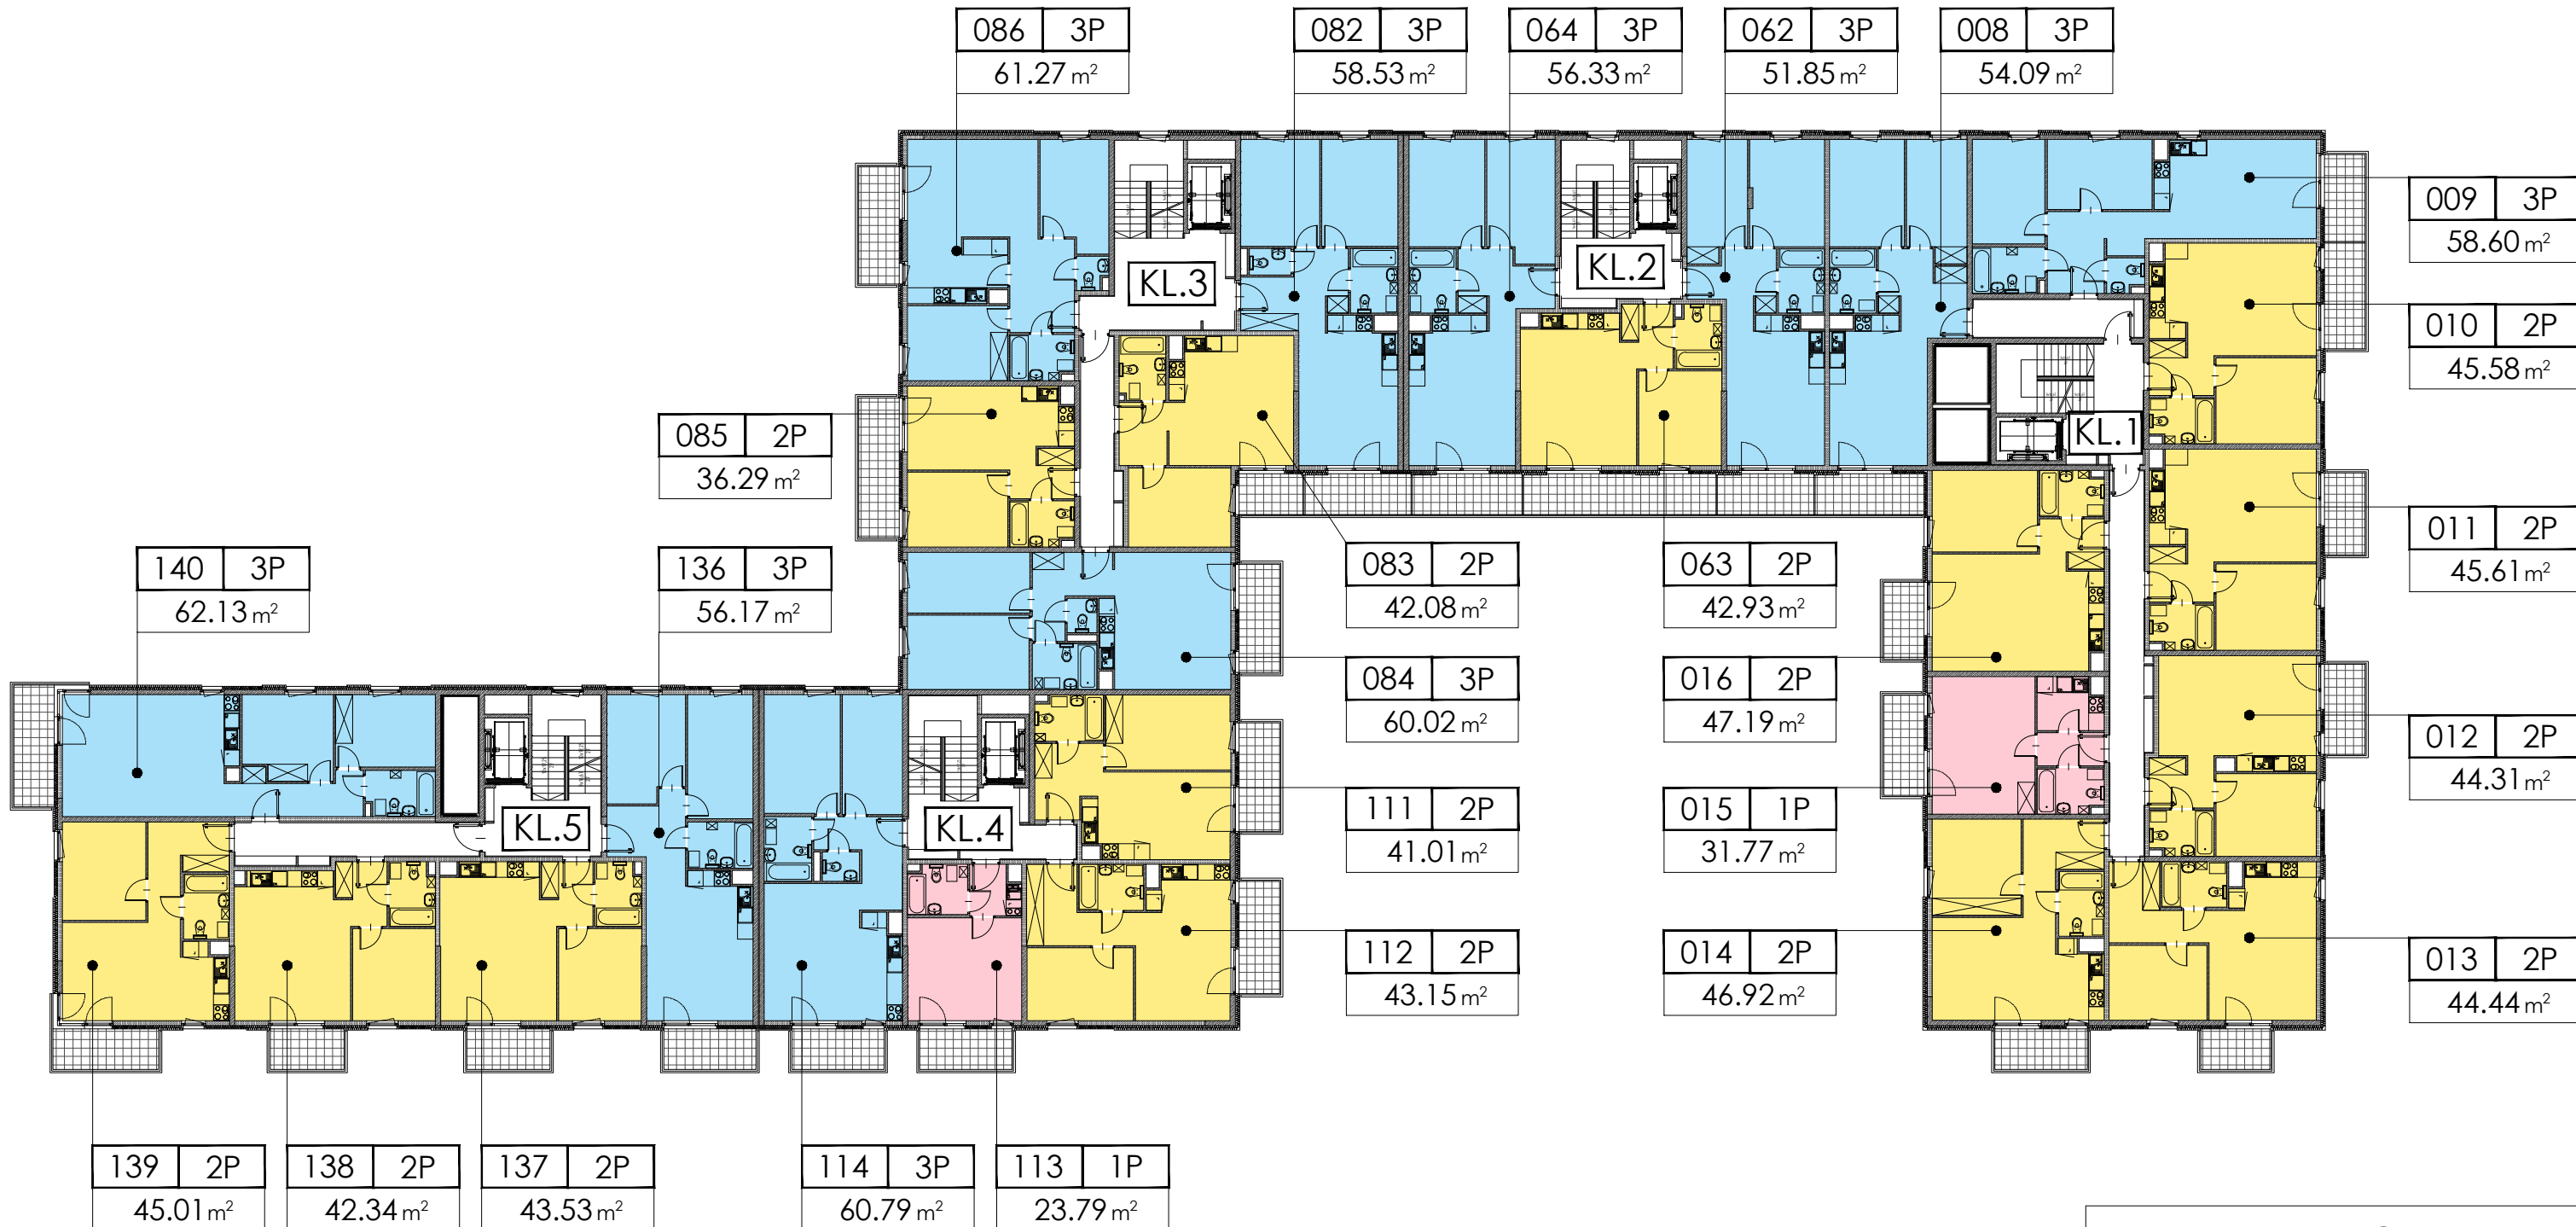 086 3P
61.27 m²
082 3P
58.53 m²
064 3P
56.33 m²
062 3P
51.85 m²
008 3P
54.09 m²
009 3P
58.60 m²
KL.3
KL.2
010 2P
45.58 m²
085 2P
36.29 m²
KL.1
011 2P
45.61 m²
140 3P
62.13 m²
136 3P
56.17 m²
083 2P
42.08 m²
063 2P
42.93 m²
084 3P
60.02 m²
016 2P
47.19 m²
012 2P
44.31 m²
111 2P
41.01 m²
015 1P
31.77 m²
KL.5
KL.4
112 2P
43.15 m²
014 2P
46.92 m²
013 2P
44.44 m²
139 2P
45.01 m²
138 2P
42.34 m²
137 2P
43.53 m²
114 3P
60.79 m²
113 1P
23.79 m²